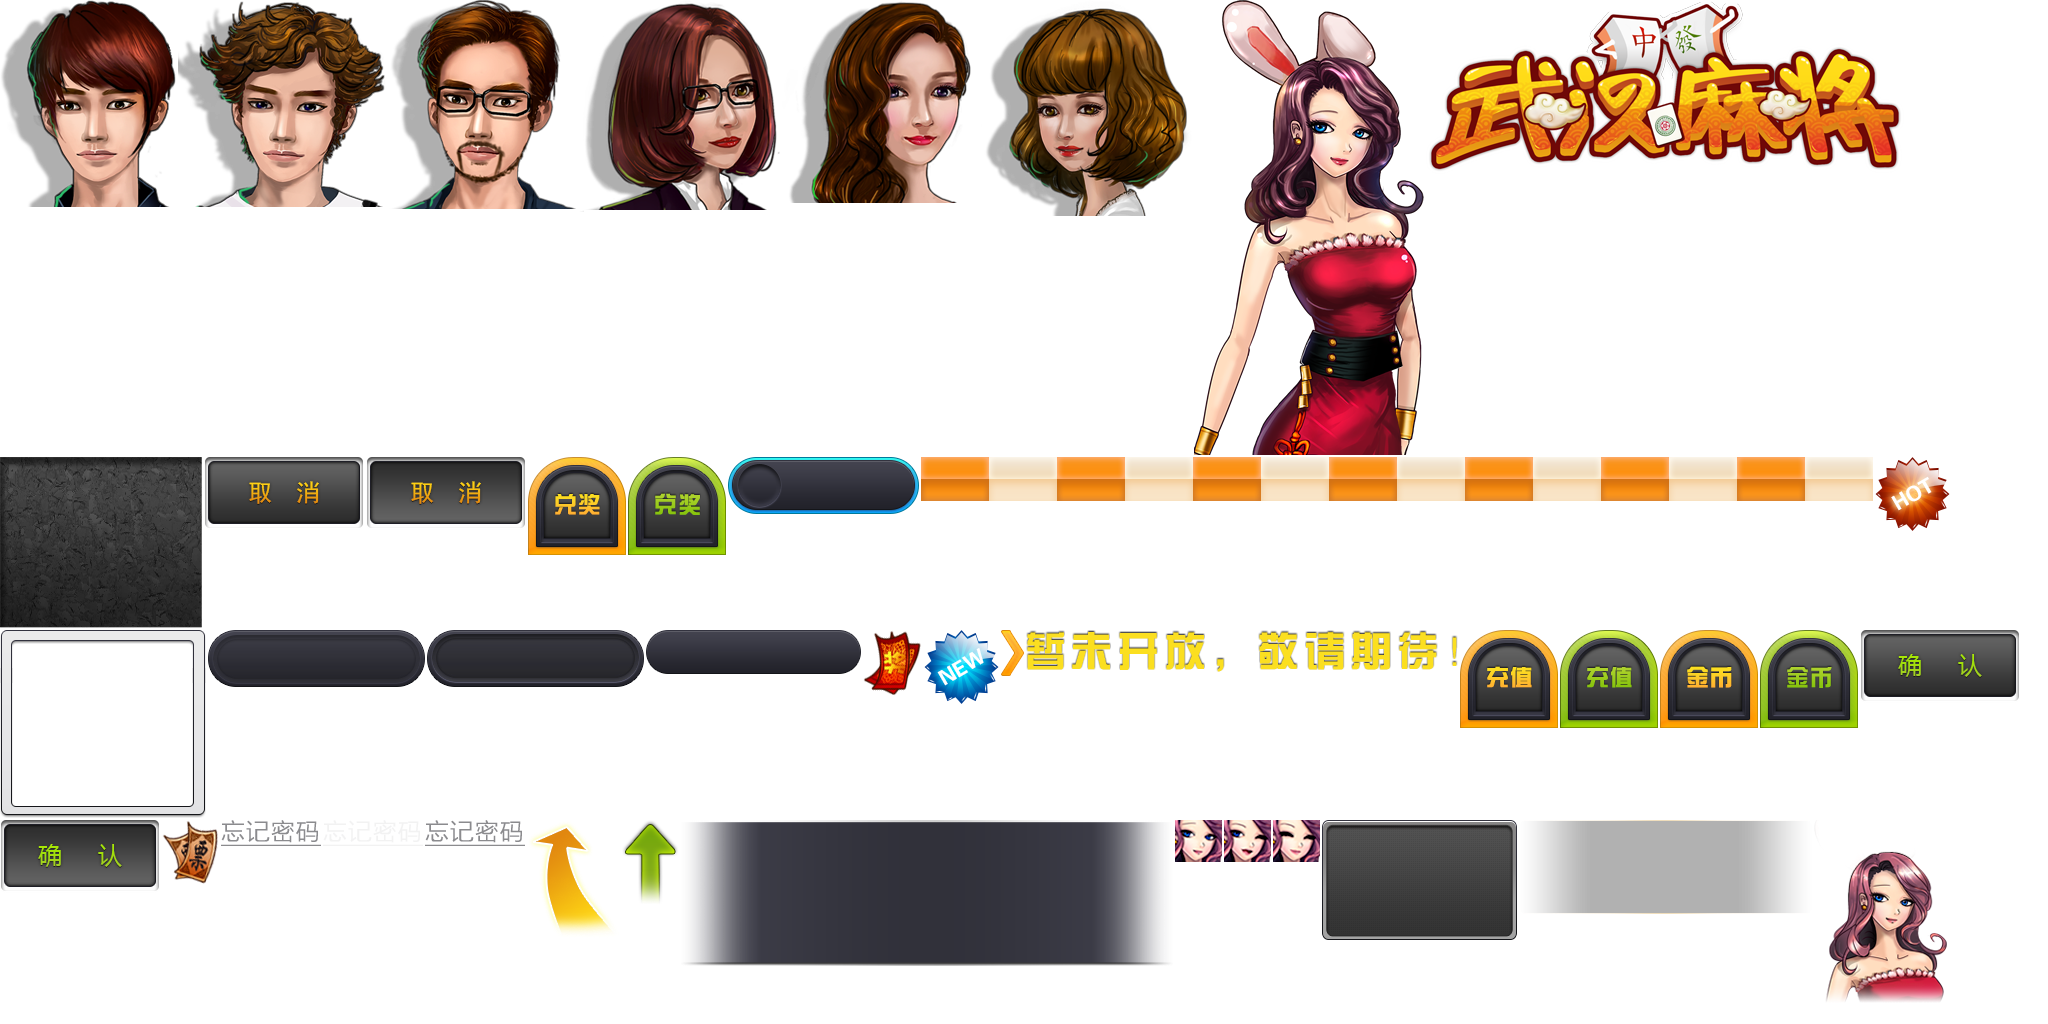 中 發
武汉麻将
取 消
取 消
兑奖
兑奖
HOT
奖
NEW
暂未开放，敬请期待！
充值
充值
金币
金币
确 认
确 认
票
忘记密码
忘记密码
忘记密码